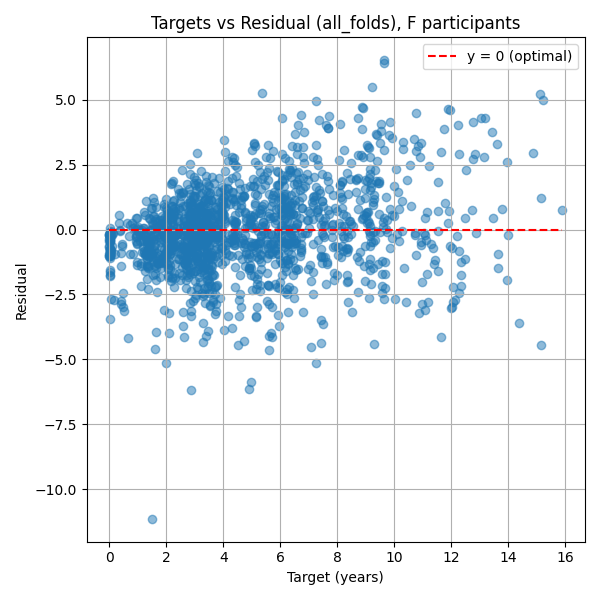 Targets vs Residual (all_folds), F participants
y = 0 (optimal)
5.0
2.5
0.0
−2.5
−5.0
−7.5
−10.0
Residual
0 2 4 6 8 10 12 14 16
Target (years)